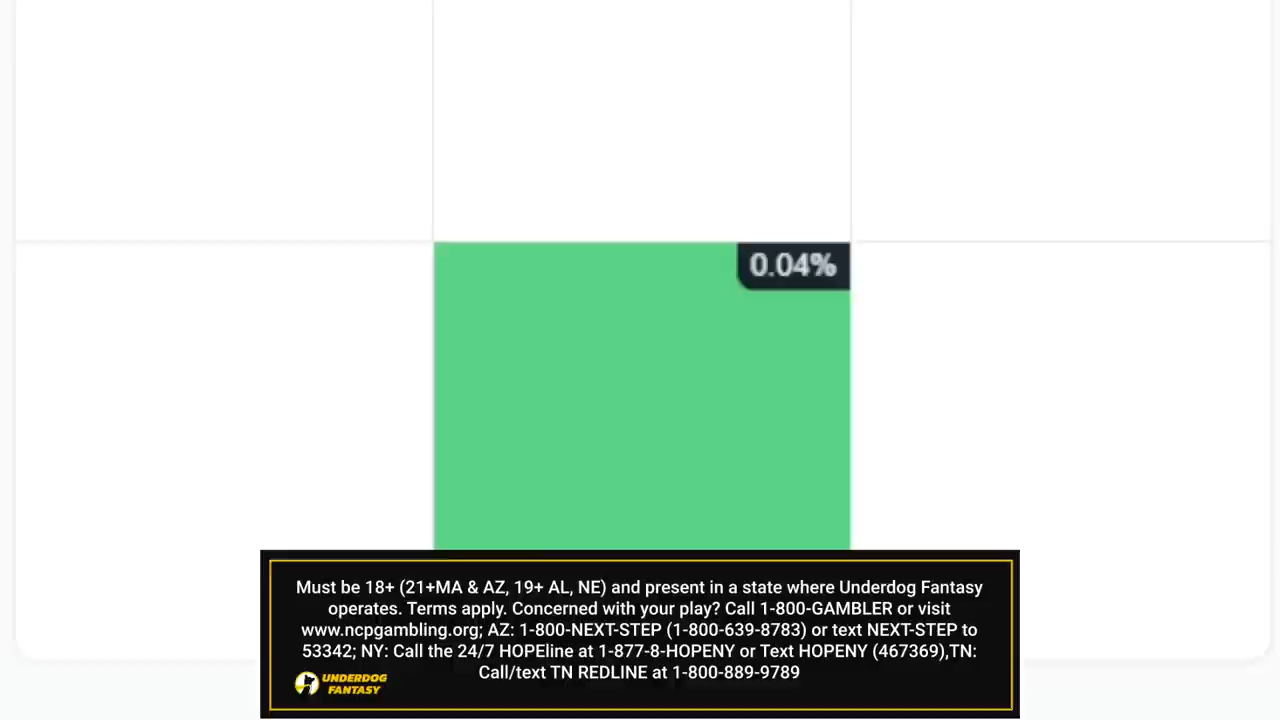 0.04%
Must be 18+ (21+MA & AZ, 19+ AL, NE) and present in a state where Underdog Fantasy
operates. Terms apply. Concerned with your play? Call 1-800-GAMBLER or visit
www.ncpgambling.org; AZ: 1-800-NEXT-STEP (1-800-639-8783) or text NEXT-STEP to
53342; NY: Call the 24/7 HOPEline at 1-877-8-HOPENY or Text HOPENY (467369),TN:
Call/text TN REDLINE at 1-800-889-9789
UNDERDOG
FANTASY